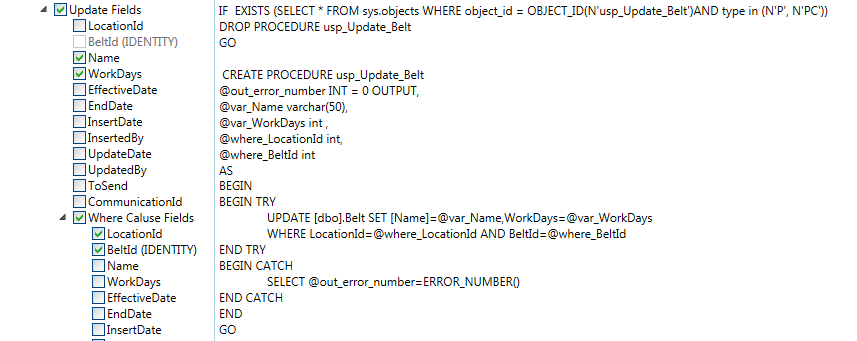 Update Fields
LocationId
BeltId (IDENTITY)
Name
WorkDays
EffectiveDate
EndDate
InsertDate
InsertedBy
UpdateDate
UpdatedBy
ToSend
CommunicationId
Where Caluse Fields
LocationId
BeltId (IDENTITY)
Name
WorkDays
EffectiveDate
EndDate
InsertDate
IF  EXISTS (SELECT * FROM sys.objects WHERE object_id = OBJECT_ID(N'usp_Update_Belt')AND type in (N'P', N'PC'))
DROP PROCEDURE usp_Update_Belt
GO
CREATE PROCEDURE usp_Update_Belt
@out_error_number INT = 0 OUTPUT,
@var_Name varchar(50),
@var_WorkDays int ,
@where_LocationId int,
@where_BeltId int
AS
BEGIN
BEGIN TRY
UPDATE [dbo].Belt SET [Name]=@var_Name,WorkDays=@var_WorkDays
WHERE LocationId=@where_LocationId AND BeltId=@where_BeltId
END TRY
BEGIN CATCH
SELECT @out_error_number=ERROR_NUMBER()
END CATCH
END
GO